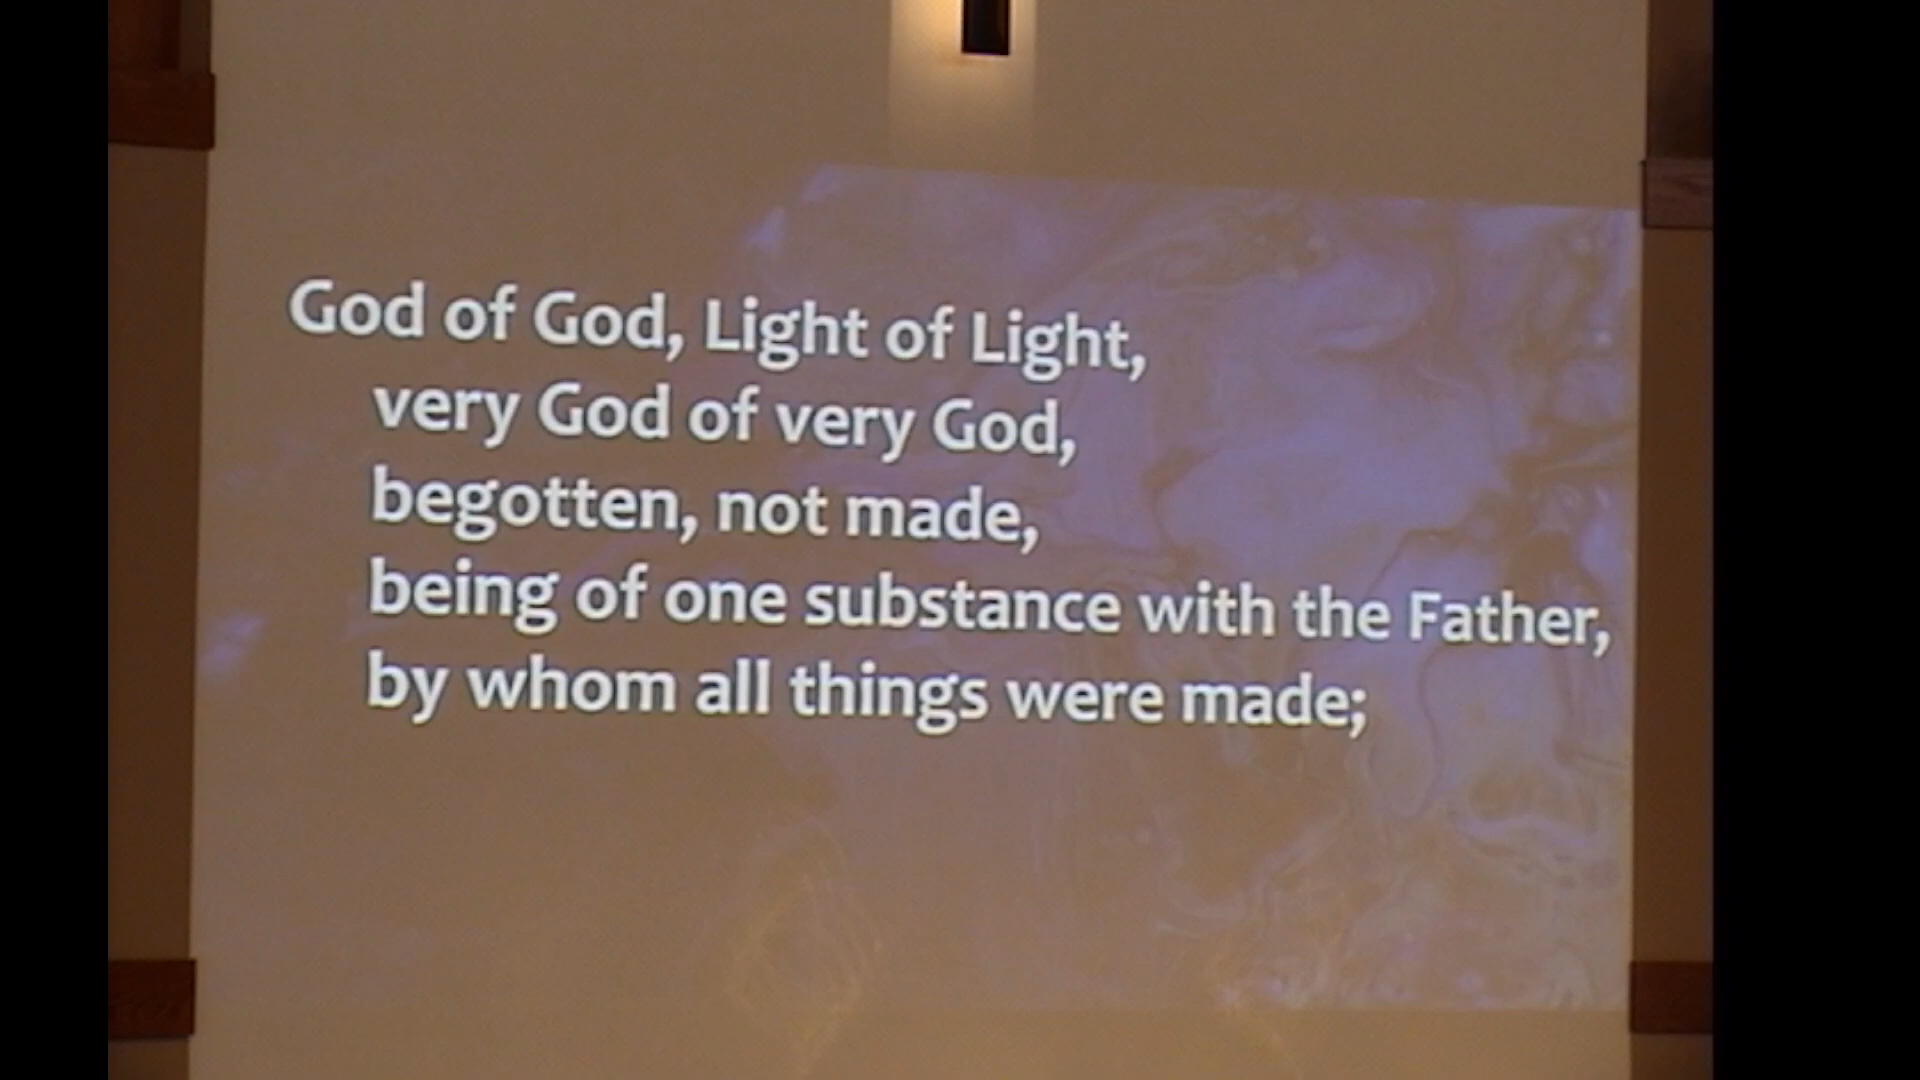 God of God, Light of Light,
very God of very God,
begotten, not made,
being of one substance with the Father,
by whom all things were made;